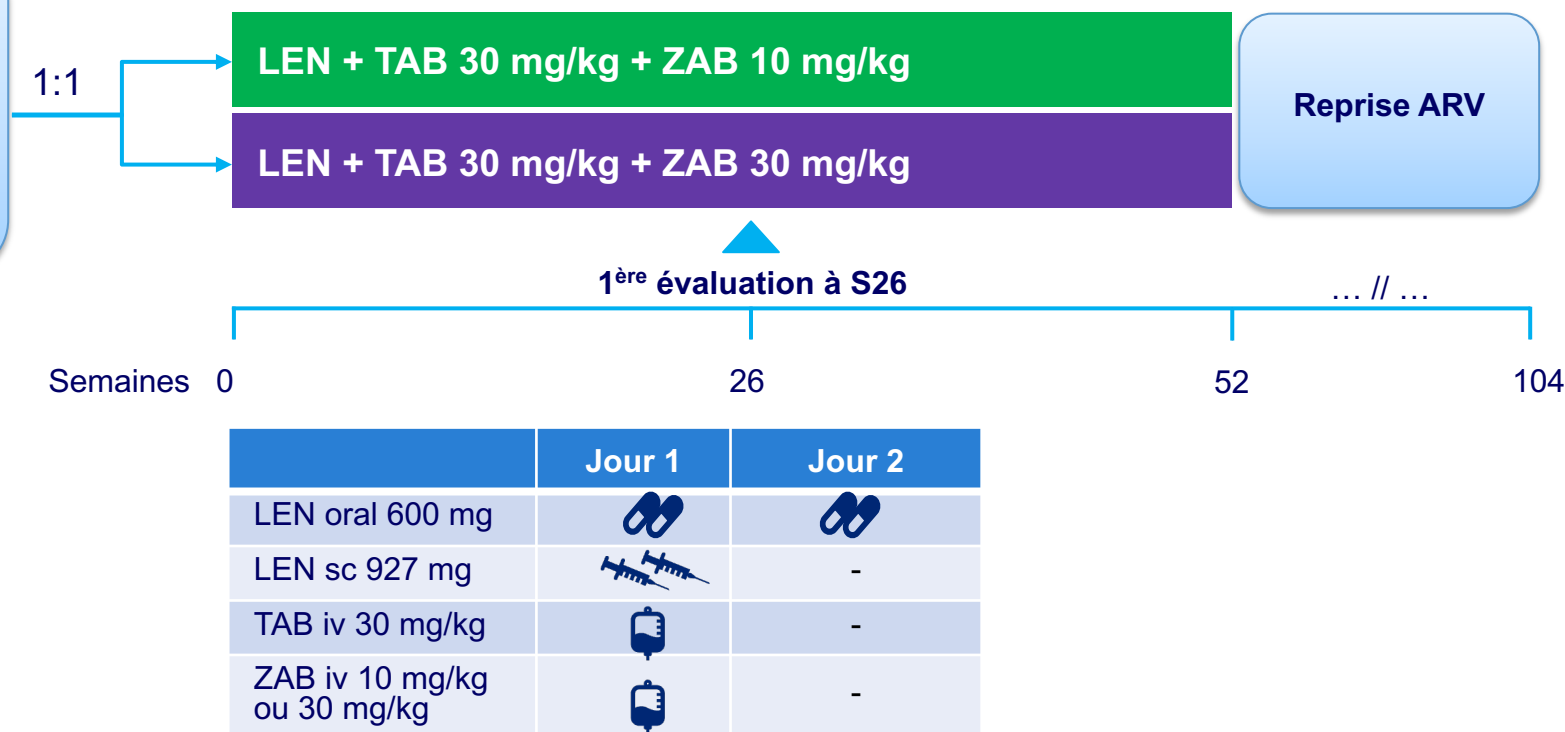 LEN + TAB 30 mg/kg + ZAB 10 mg/kg
1:1
Reprise ARV
LEN + TAB 30 mg/kg + ZAB 30 mg/kg
1ère évaluation à S26
… // …
Semaines 0 26 52 104
Jour 1 Jour 2
LEN oral 600 mg
LEN sc 927 mg -
TAB iv 30 mg/kg -
ZAB iv 10 mg/kg
ou 30 mg/kg -